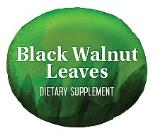 Black Walnut
Leaves
DIETARY SUPPLEMENT